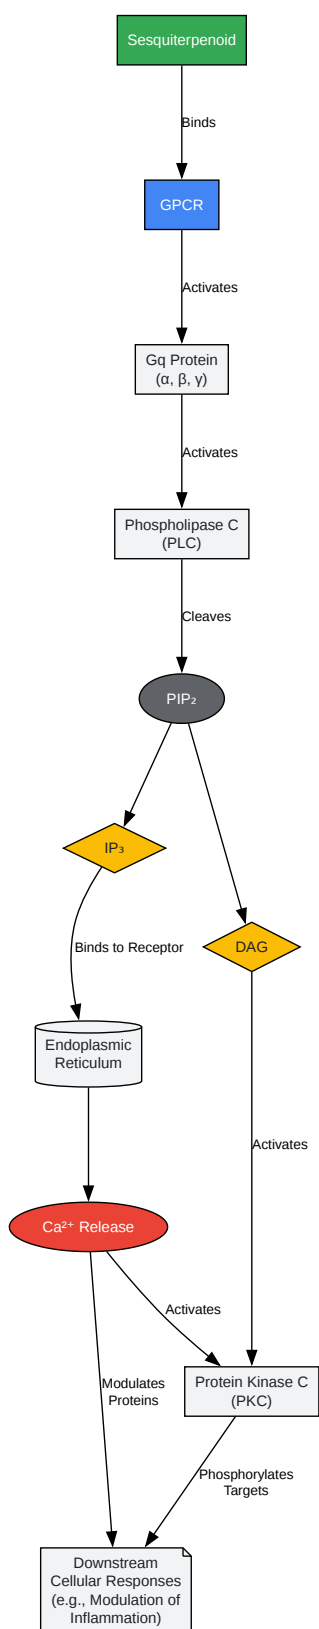 Sesquiterpenoid
Binds
GPCR
Activates
Gq Protein
(α, β, γ)
Activates
Phospholipase C
(PLC)
Cleaves
PIP₂
IP₃
DAG
Binds to Receptor
Endoplasmic
Reticulum
Activates
Ca²⁺ Release
Activates
Protein Kinase C
(PKC)
Modulates
Proteins
Phosphorylates
Targets
Downstream
Cellular Responses
(e.g., Modulation of
Inflammation)